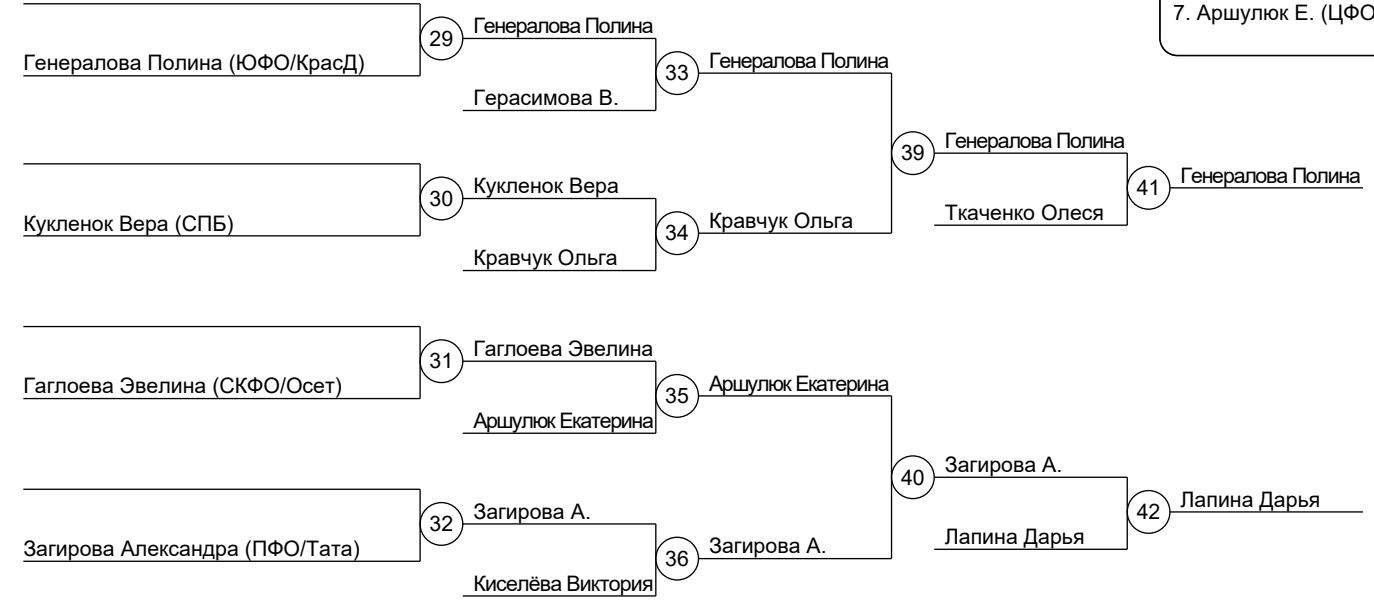 7. Аршулюк Е. (ЦФО
29
Генералова Полина
Генералова Полина (ЮФО/КрасД)
33
Генералова Полина
Герасимова В.
39
Генералова Полина
30
Кукленок Вера
41
Генералова Полина
Кукленок Вера (СПБ)
34
Кравчук Ольга
Ткаченко Олеся
Кравчук Ольга
31
Гаглоева Эвелина
Гаглоева Эвелина (СКФО/Осет)
35
Аршулюк Екатерина
Аршулюк Екатерина
40
Загирова А.
32
Загирова А.
42
Лапина Дарья
Загирова Александра (ПФО/Тата)
36
Загирова А.
Лапина Дарья
Киселёва Виктория